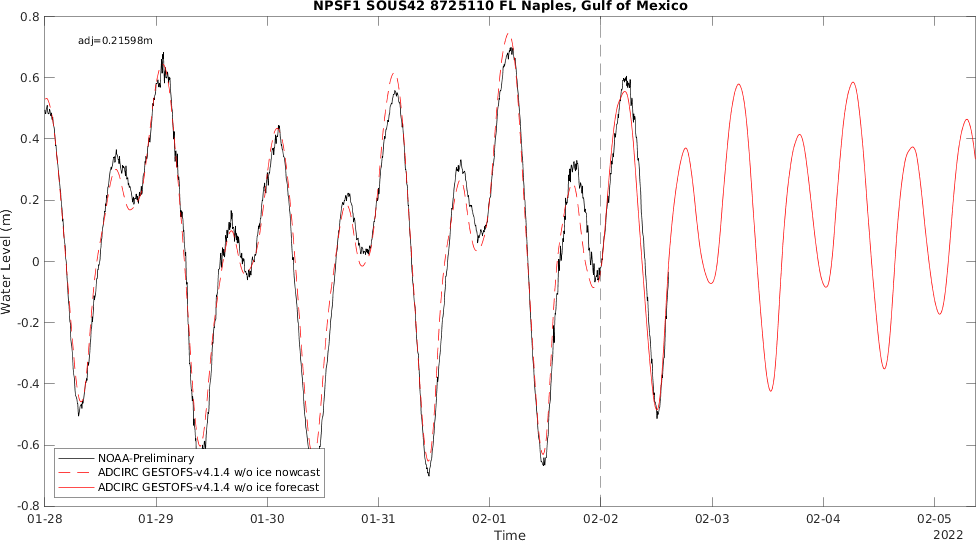 NPSF1 SOUS42 8725110 FL Naples, Gulf of Mexico
adj=0.21598m
0.8
0.6
0.4
0.2
0
-0.2
-0.4
-0.6
-0.8
Water Level (m)
NOAA-Preliminary
ADCIRC GESTOFS-v4.1.4 w/o ice nowcast
ADCIRC GESTOFS-v4.1.4 w/o ice forecast
01-28 01-29 01-30 01-31 02-01 02-02 02-03 02-04 02-05
Time
2022